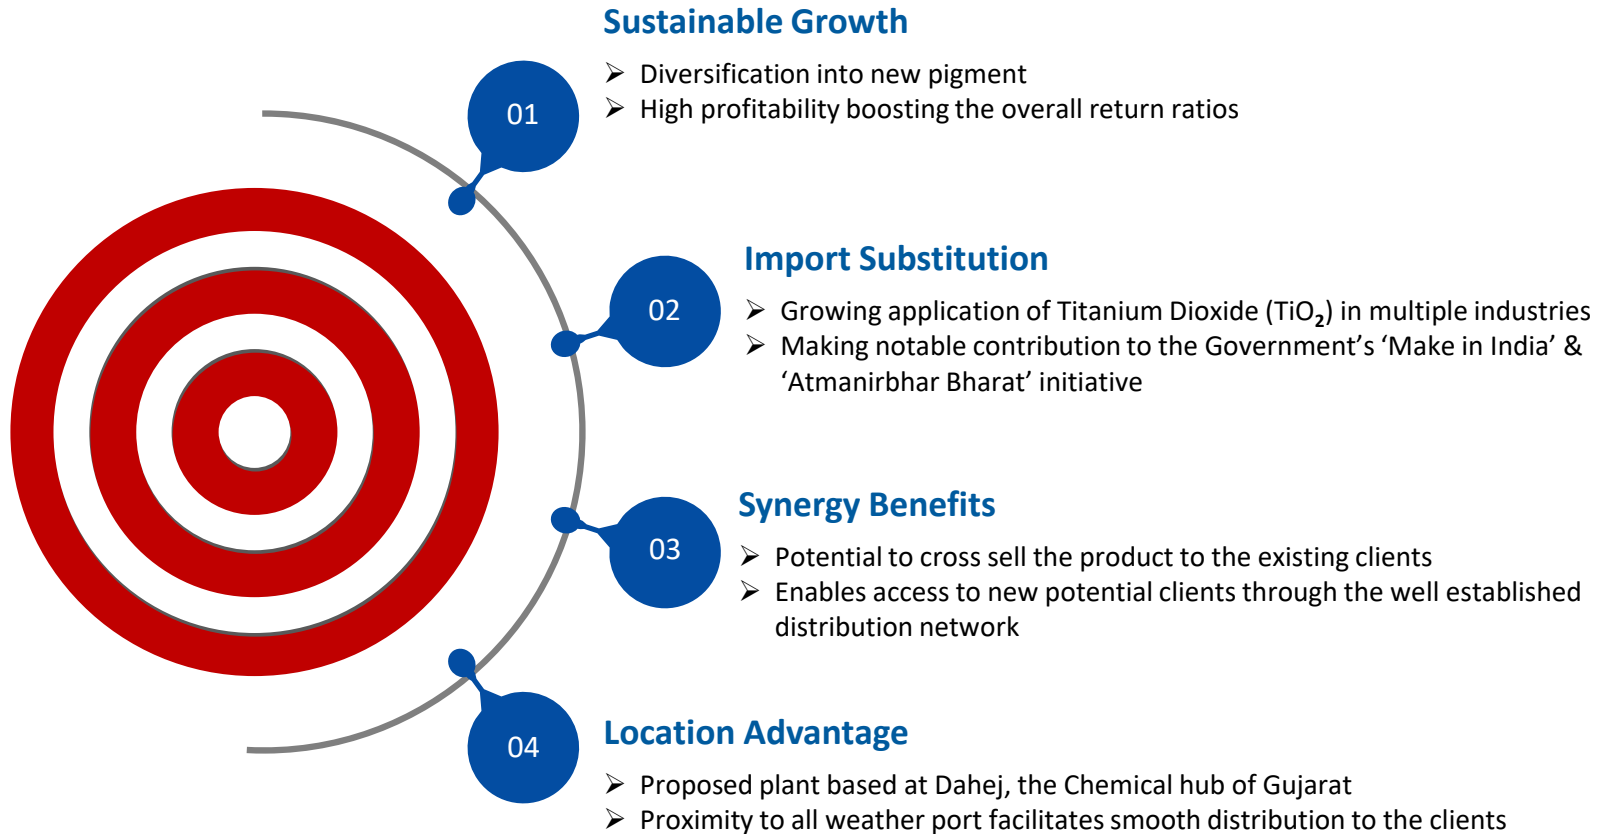 Sustainable Growth
➢ Diversification into new pigment
➢ High profitability boosting the overall return ratios
01
Import Substitution
➢ Growing application of Titanium Dioxide (TiO₂) in multiple industries
➢ Making notable contribution to the Government’s ‘Make in India’ &
‘Atmanirbhar Bharat’ initiative
02
Synergy Benefits
➢ Potential to cross sell the product to the existing clients
➢ Enables access to new potential clients through the well established
distribution network
03
Location Advantage
➢ Proposed plant based at Dahej, the Chemical hub of Gujarat
➢ Proximity to all weather port facilitates smooth distribution to the clients
04